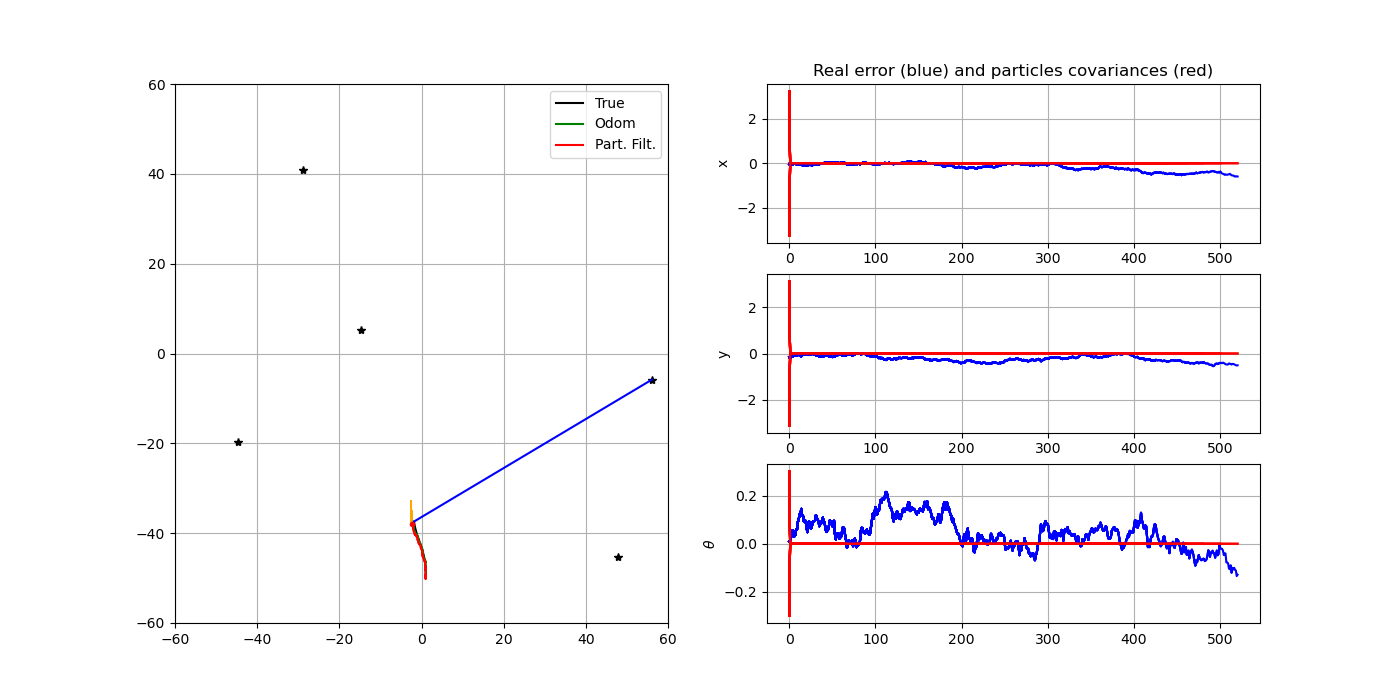 60
40
20
0
−20
−40
−60
−60 −40 −20 0 20 40 60
True
Odom
Part. Filt.
Real error (blue) and particles covariances (red)
x
2
0
−2
0 100 200 300 400 500
y
2
0
−2
0 100 200 300 400 500
θ
0.2
0.0
−0.2
0 100 200 300 400 500